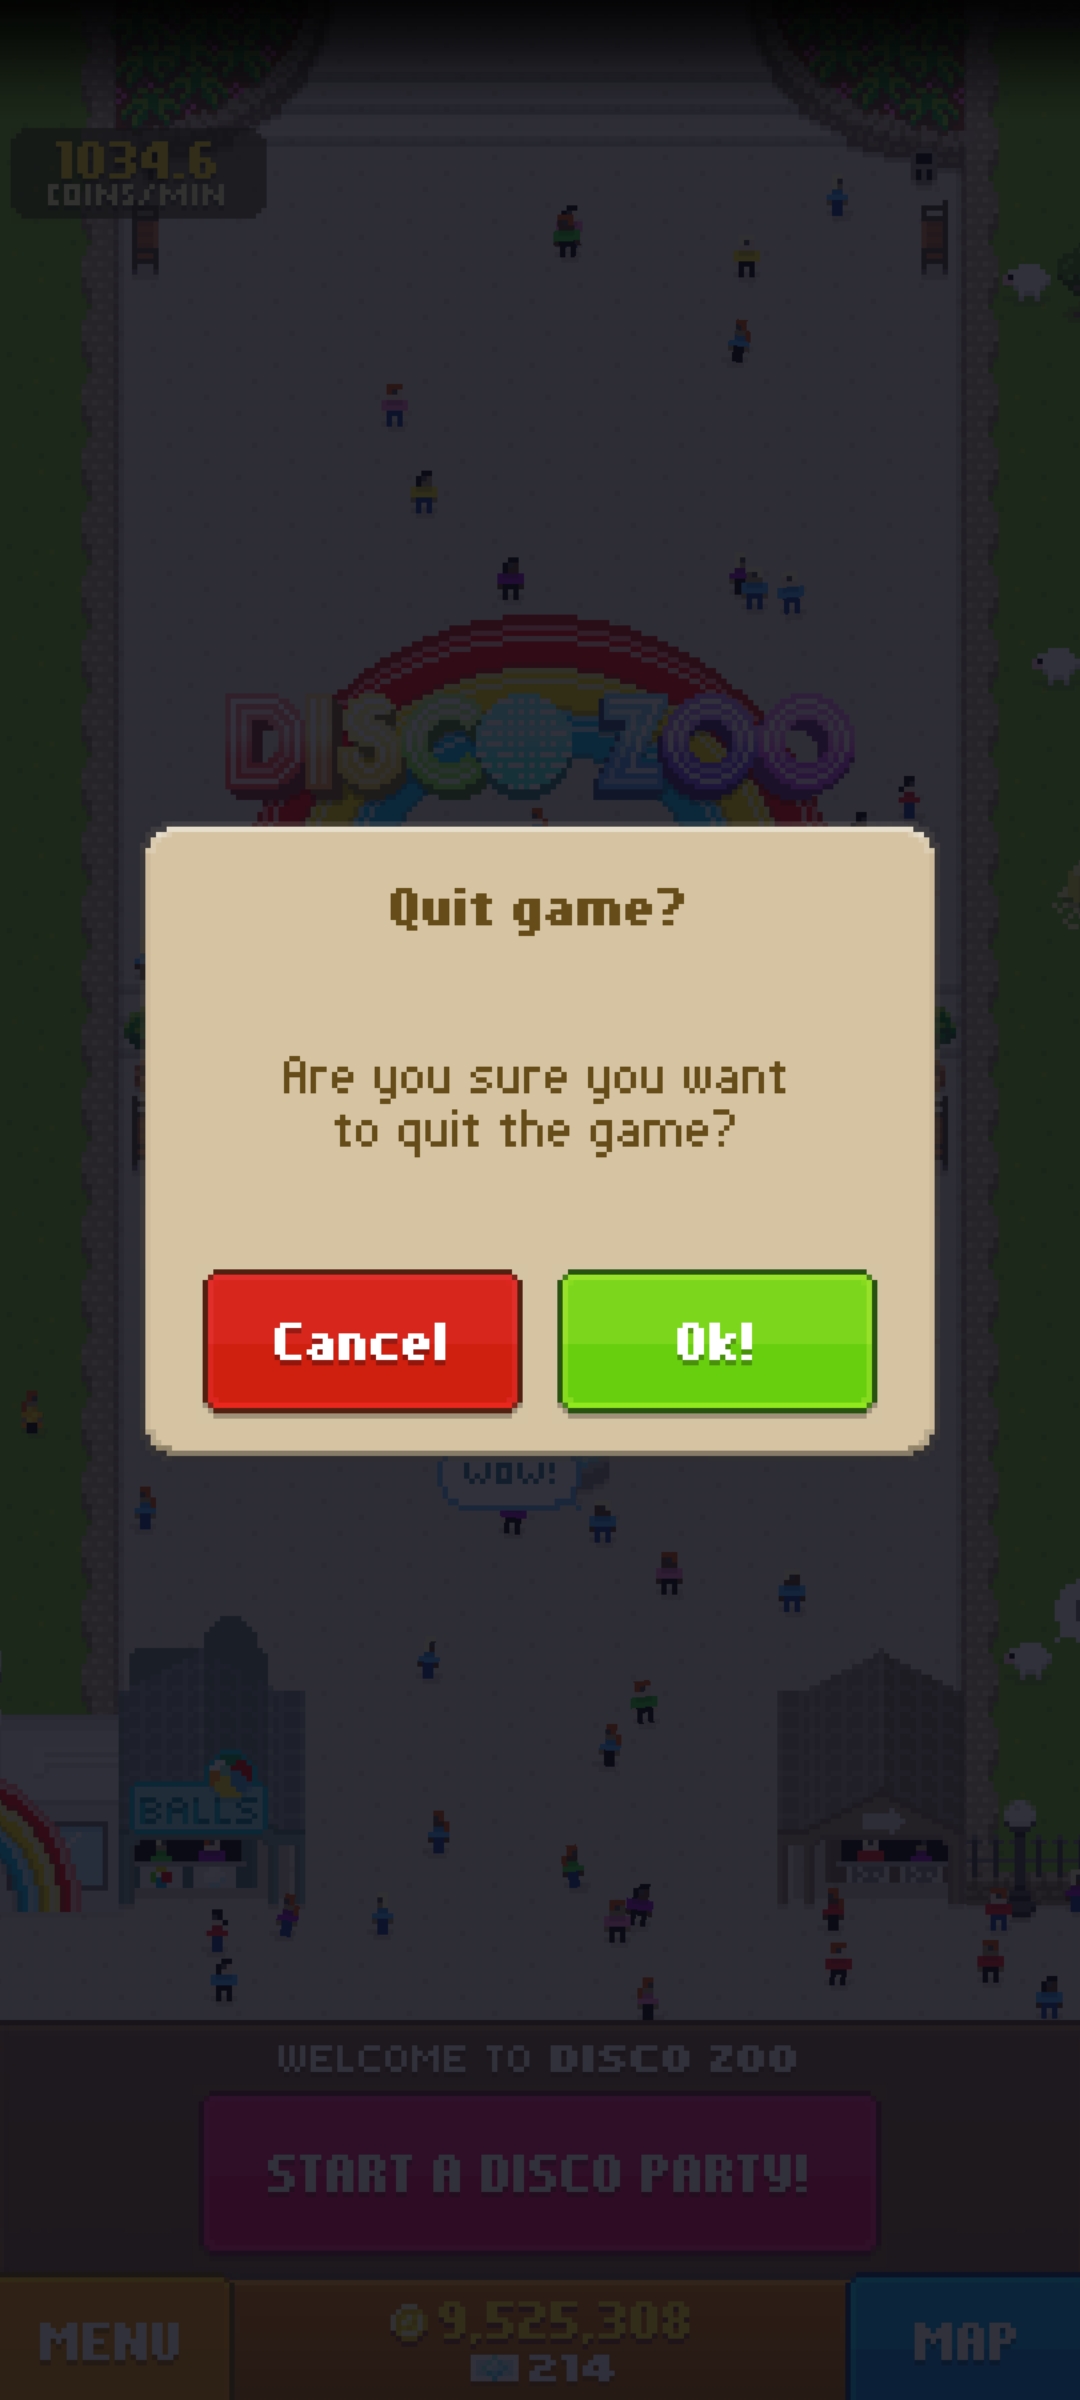 1034.6
COINS/MIN
DISCO ZOO
Quit game?
Are you sure you want
to quit the game?
Cancel
Ok!
WOW!
BALLS
WELCOME TO DISCO ZOO
START A DISCO PARTY!
MENU
9,525,308
214
MAP